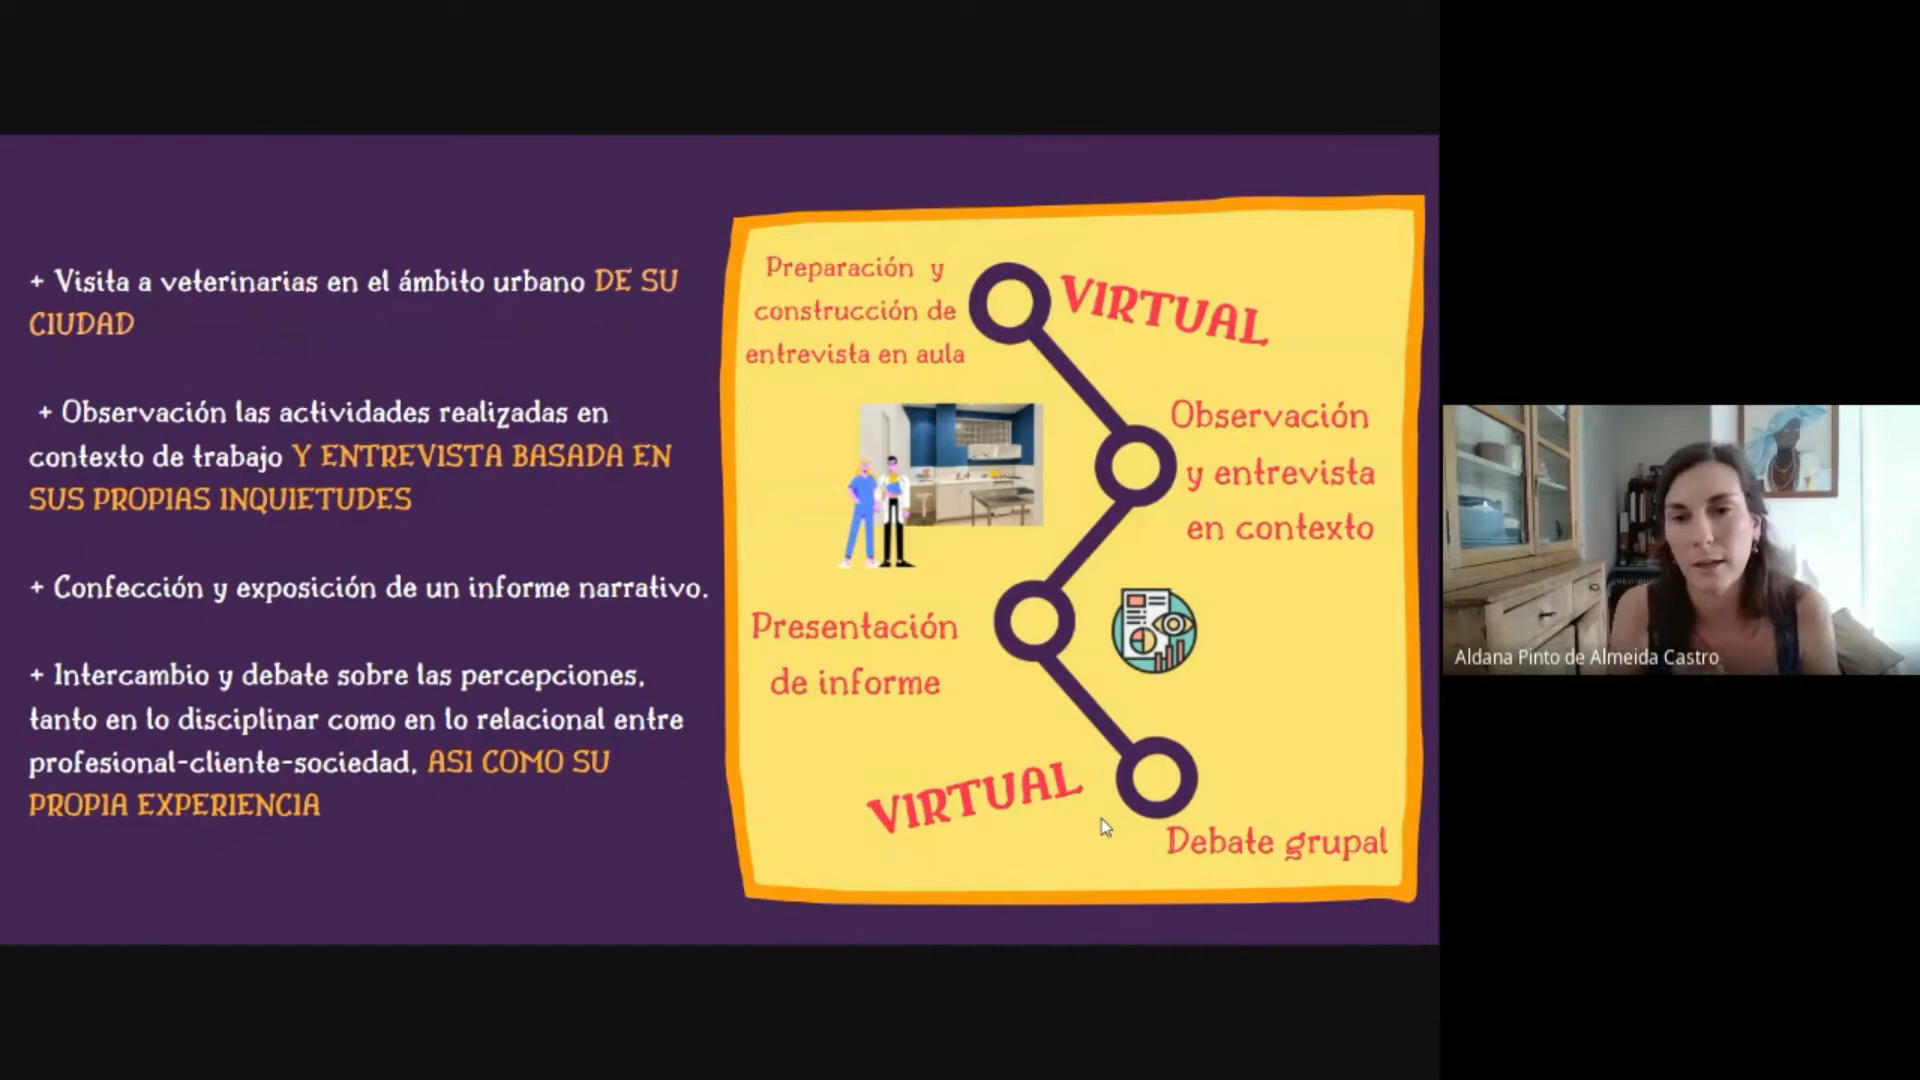 + Visita a veterinarias en el ámbito urbano DE SU
CIUDAD
+ Observación las actividades realizadas en
contexto de trabajo Y ENTREVISTA BASADA EN
SUS PROPIAS INQUIETUDES
+ Confección y exposición de un informe narrativo.
+ Intercambio y debate sobre las percepciones,
tanto en lo disciplinar como en lo relacional entre
profesional-cliente-sociedad, ASI COMO SU
PROPIA EXPERIENCIA
Preparación y
construcción de
entrevista en aula
VIRTUAL
Observación
y entrevista
en contexto
Presentación
de informe
VIRTUAL
Debate grupal
Aldana Pinto de Almeida Castro